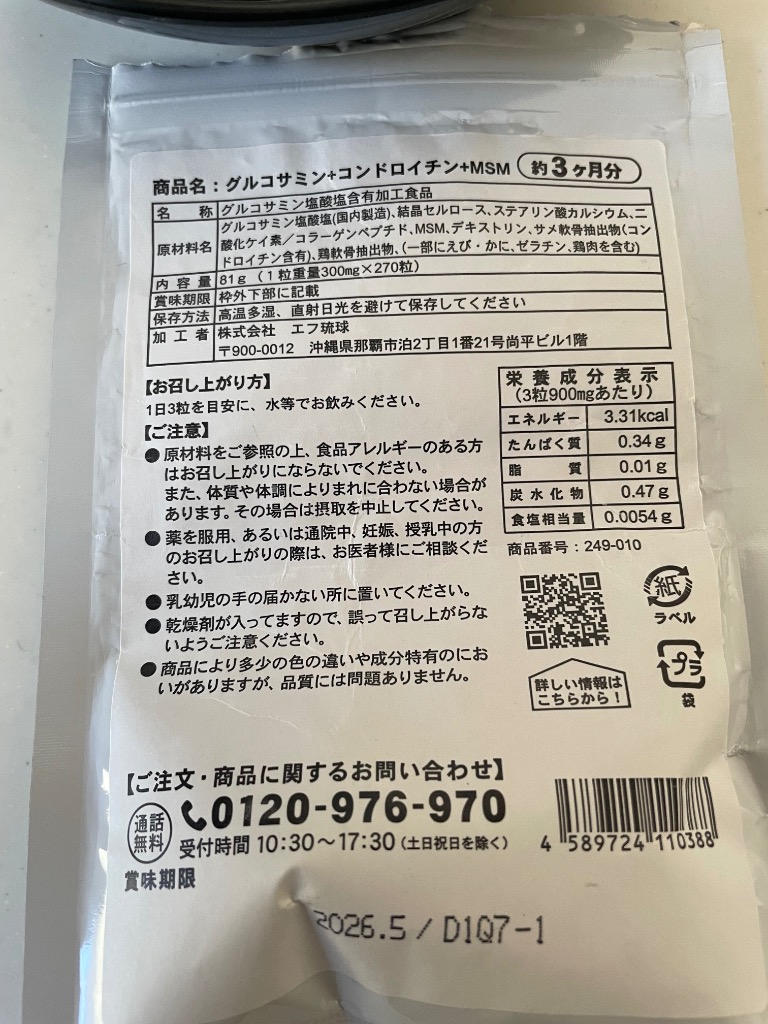 商品名：グルコサミン+コンドロイチン+MSM 約3ヶ月分
名称 グルコサミン塩酸塩含有加工食品
原材料名 グルコサミン塩酸塩(国内製造)、結晶セルロース、ステアリン酸カルシウム、二
酸化ケイ素／コラーゲンペプチド、MSM、デキストリン、サメ軟骨抽出物(コン
ドロイチン含有)、鶏軟骨抽出物、(一部にえび・かに、ゼラチン、鶏肉を含む)
内容量 81g（1粒重量300mg×270粒）
賞味期限 枠外下部に記載
保存方法 高温多湿、直射日光を避けて保存してください
加工者 株式会社 エフ琉球
〒900-0012 沖縄県那覇市泊2丁目1番21号尚平ビル1階
【お召し上がり方】
1日3粒を目安に、水等でお飲みください。
【ご注意】
●原材料をご参照の上、食品アレルギーのある方
はお召し上がりにならないでください。
また、体質や体調によりまれに合わない場合が
あります。その場合は摂取を中止してください。
●薬を服用、あるいは通院中、妊娠、授乳中の方
のお召し上がりの際は、お医者様にご相談くだ
さい。
●乳幼児の手の届かない所に置いてください。
●乾燥剤が入ってますので、誤って召し上がらな
いようご注意ください。
●商品により多少の色の違いや成分特有のにお
いがありますが、品質には問題ありません。
栄養成分表示
(3粒900mgあたり)
エネルギー 3.31kcal
たんぱく質 0.34g
脂質 0.01g
炭水化物 0.47g
食塩相当量 0.0054g
商品番号：249-010
紙
ラベル
プラ
袋
詳しい情報は
こちらから！
【ご注文・商品に関するお問い合わせ】
通話
無料
0120-976-970
受付時間 10:30～17:30（土日祝日を除く）
4 589724 110388
賞味期限
2026.5/D1Q7-1